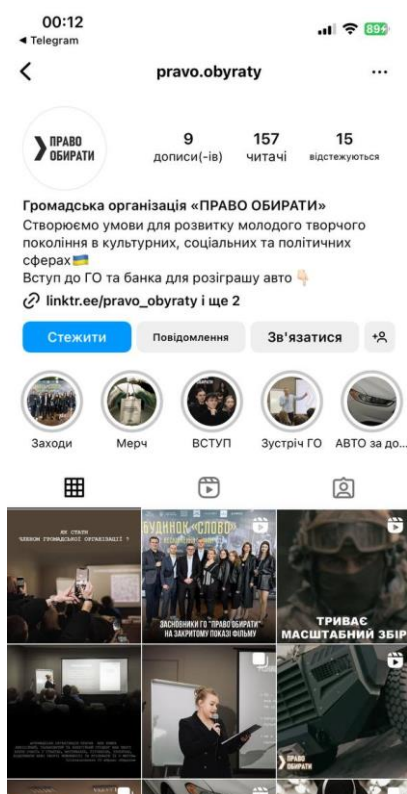 00:12
Telegram
89
pravo.obyraty
ПРАВО
ОБИРАТИ
9 157 15
дописи(-ів) читачі відстежуються
Громадська організація «ПРАВО ОБИРАТИ»
Створюємо умови для розвитку молодого творчого
покоління в культурних, соціальних та політичних
сферах
Вступ до ГО та банка для розіграшу авто
linktr.ee/pravo_obyraty і ще 2
Стежити Повідомлення Зв'язатися
Заходи Мерч ВСТУП Зустріч ГО АВТО за до...
ЯК СТАТИ
ЧЛЕНОМ ГРОМАДСЬКОЇ ОРГАНІЗАЦІЇ ?
БУДИНОК «СЛОВО»
ЗАСНОВНИКИ ГО "ПРАВО ОБИРАТИ"
НА ЗАКРИТОМУ ПОКАЗІ ФІЛЬМУ
ТРИВАЄ
МАСШТАБНИЙ ЗБІР
ПРАВО
ОБИРАТИ